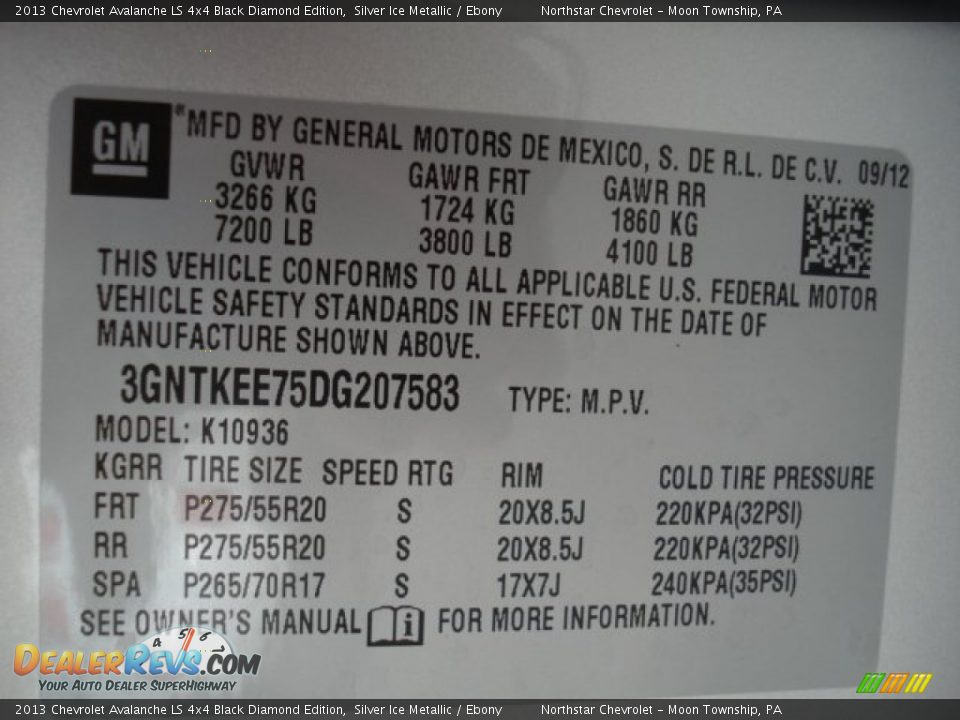 2013 Chevrolet Avalanche LS 4x4 Black Diamond Edition, Silver Ice Metallic / Ebony Northstar Chevrolet - Moon Township, PA
GM
*MFD BY GENERAL MOTORS DE MEXICO, S. DE R.L. DE C.V. 09/12
GVWR GAWR FRT GAWR RR
3266 KG 1724 KG 1860 KG
7200 LB 3800 LB 4100 LB
THIS VEHICLE CONFORMS TO ALL APPLICABLE U.S. FEDERAL MOTOR
VEHICLE SAFETY STANDARDS IN EFFECT ON THE DATE OF
MANUFACTURE SHOWN ABOVE.
3GNTKEE75DG207583 TYPE: M.P.V.
MODEL: K10936
KGRR TIRE SIZE SPEED RTG RIM COLD TIRE PRESSURE
FRT P275/55R20 S 20X8.5J 220KPA(32PSI)
RR P275/55R20 S 20X8.5J 220KPA(32PSI)
SPA P265/70R17 S 17X7J 240KPA(35PSI)
SEE OWNER'S MANUAL i FOR MORE INFORMATION.
4 5 6
DEALERREVS.COM
YOUR AUTO DEALER SUPERHIGHWAY
2013 Chevrolet Avalanche LS 4x4 Black Diamond Edition, Silver Ice Metallic / Ebony Northstar Chevrolet - Moon Township, PA